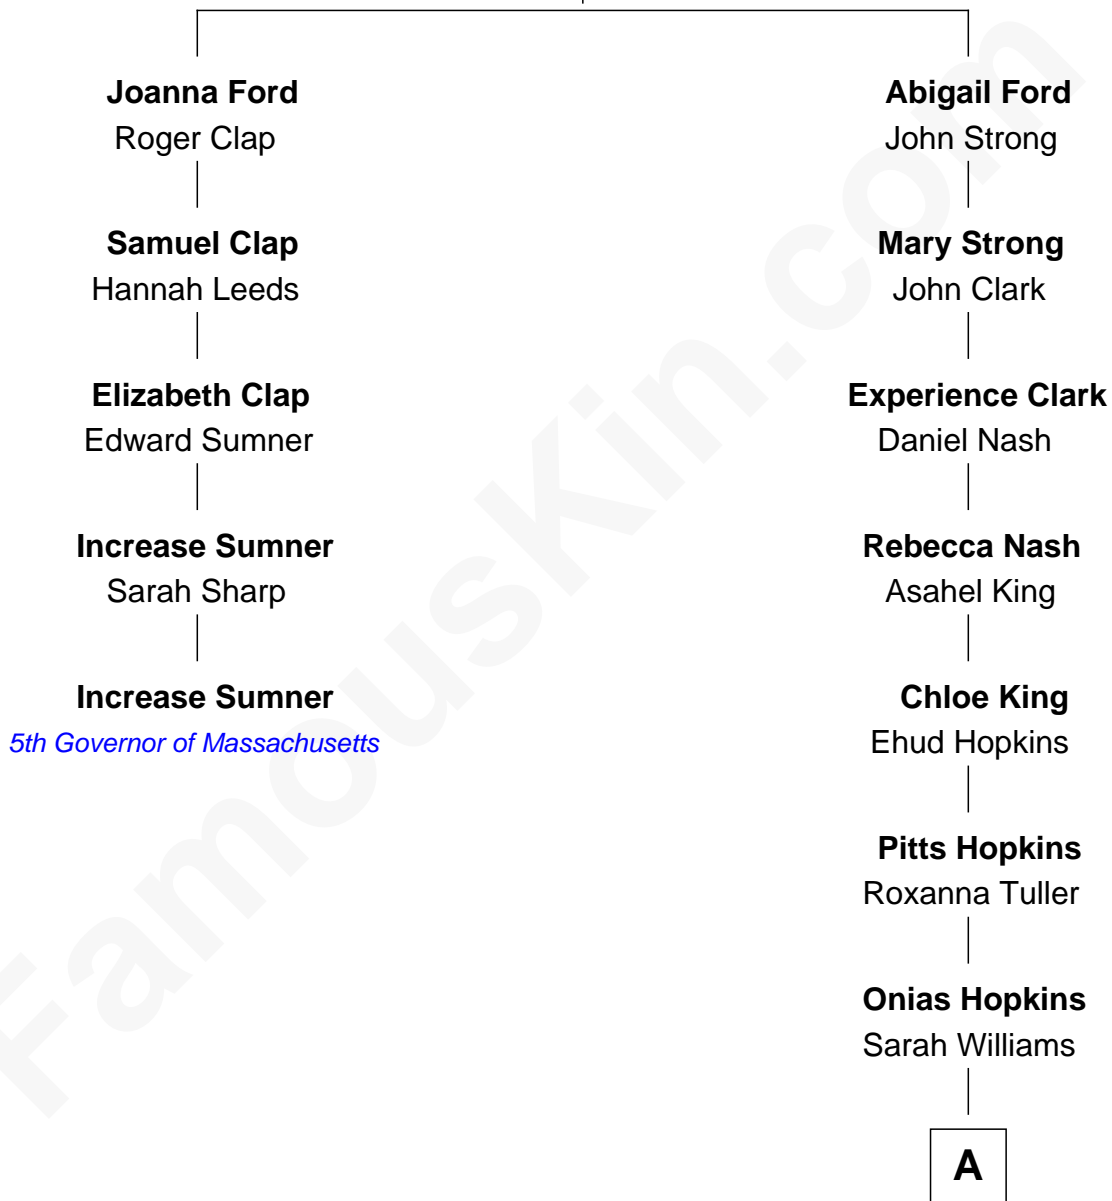 Joanna Ford
Roger Clap
Abigail Ford
John Strong
Samuel Clap
Hannah Leeds
Mary Strong
John Clark
Elizabeth Clap
Edward Sumner
Experience Clark
Daniel Nash
Increase Sumner
Sarah Sharp
Rebecca Nash
Asahel King
Increase Sumner
5th Governor of Massachusetts
Chloe King
Ehud Hopkins
Pitts Hopkins
Roxanna Tuller
Onias Hopkins
Sarah Williams
A
FamousKin.com